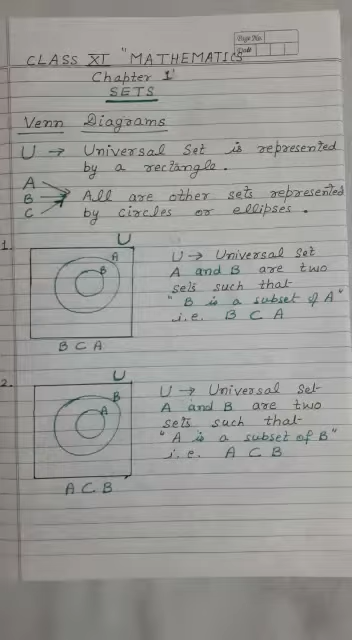 Page No.
Date
CLASS XI "MATHEMATICS
Chapter 1'
SETS
Venn Diagrams
U → Universal Set is represented
by a rectangle.
A
B
C
All are other sets represented
by circles or ellipses.
1.
U
A
B
B C A
U → Universal Set
A and B are two
sets such that
"B is a subset of A"
i.e. B C A
2.
U
B
A
A C B
U → Universal Set
A and B are two
sets such that
"A is a subset of B"
i.e. A C B